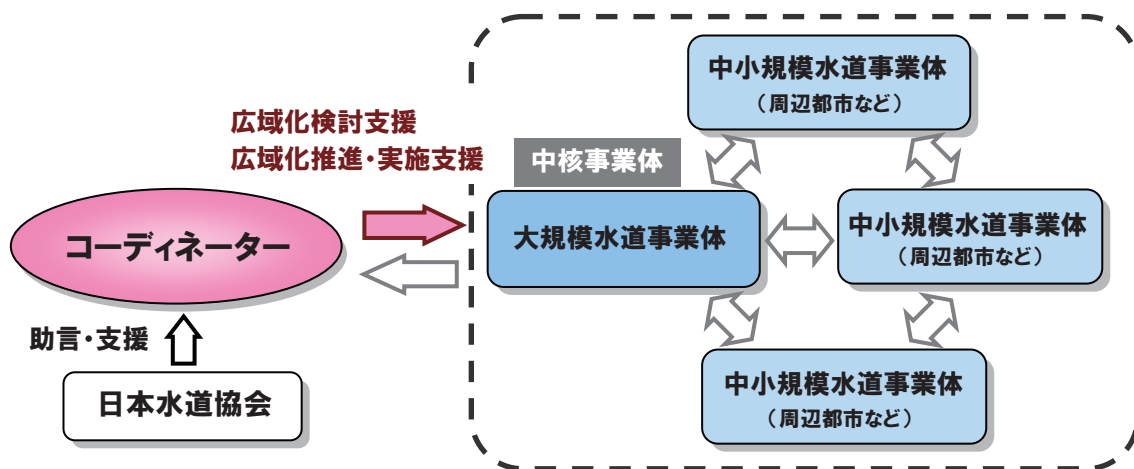 広域化検討支援
広域化推進・実施支援
コーディネーター
助言・支援
日本水道協会
中核事業体
大規模水道事業体
中小規模水道事業体
（周辺都市など）
中小規模水道事業体
（周辺都市など）
中小規模水道事業体
（周辺都市など）